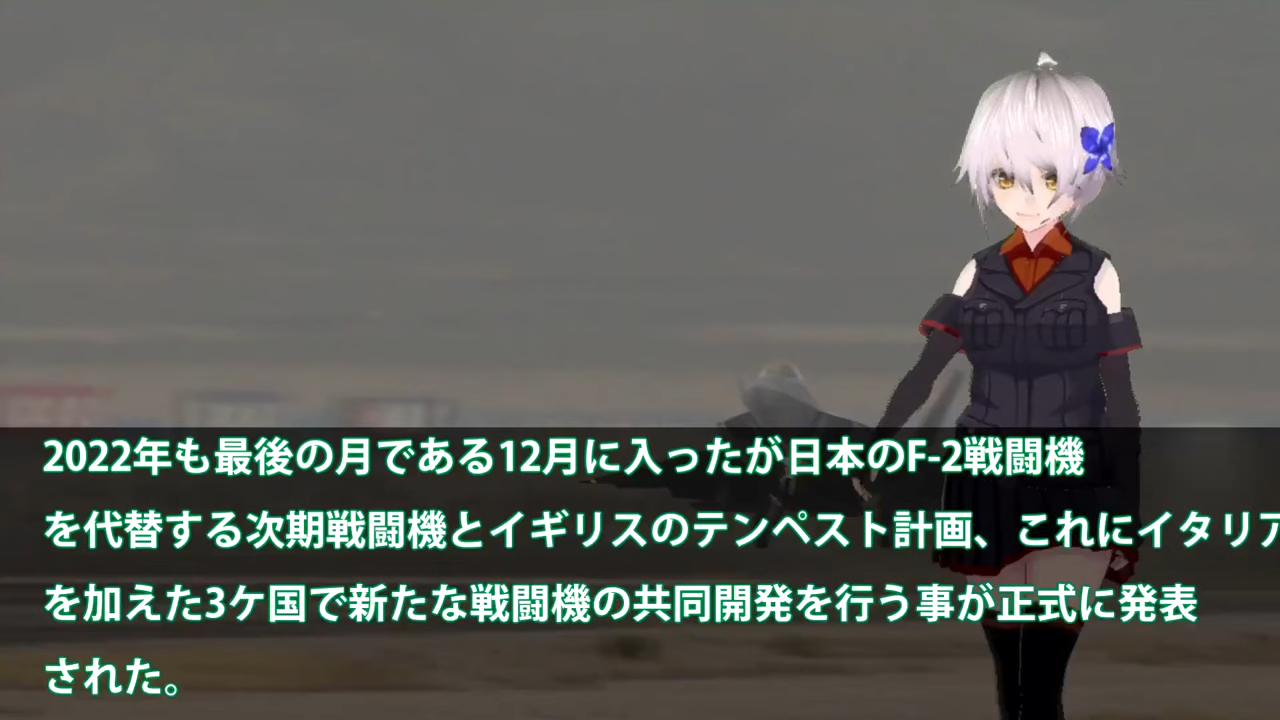 2022年も最後の月である12月に入ったが日本のF-2戦闘機
を代替する次期戦闘機とイギリスのテンペスト計画、これにイタリア
を加えた3ケ国で新たな戦闘機の共同開発を行う事が正式に発表
された。